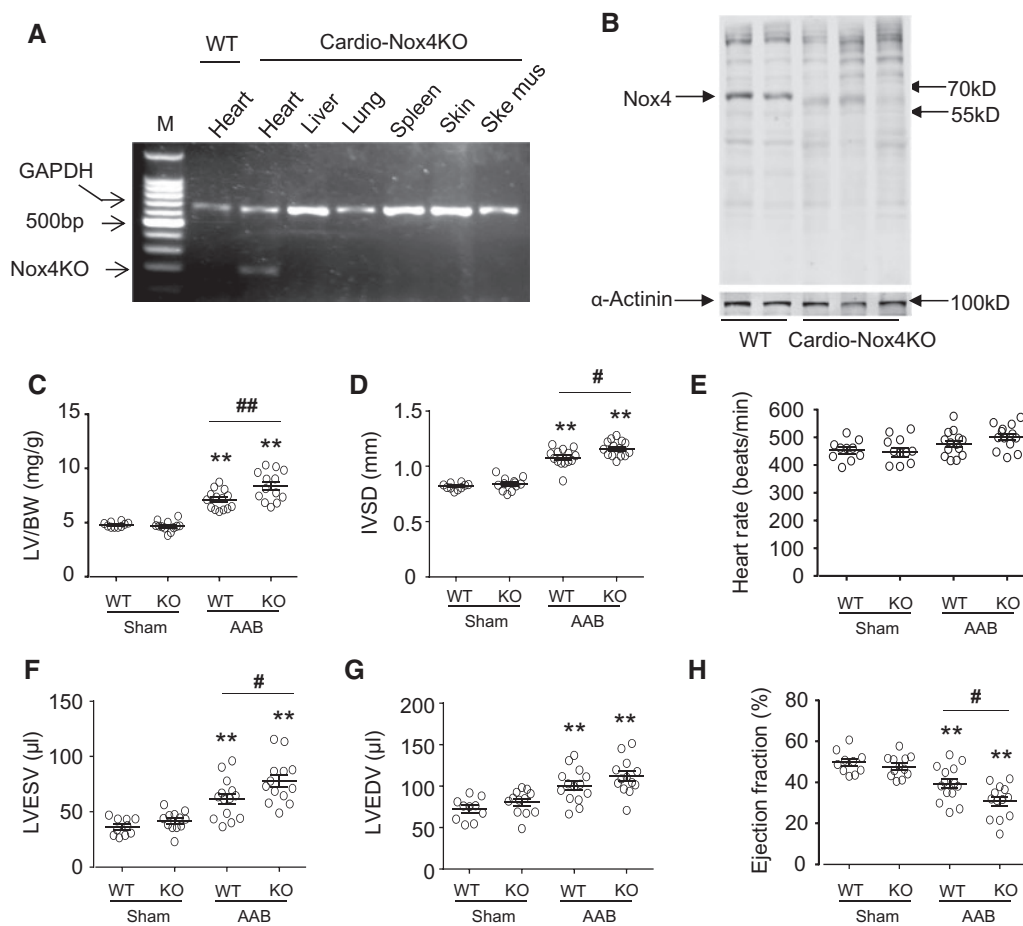 A
WT
Cardio-Nox4KO
M
Heart
Heart
Liver
Lung
Spleen
Skin
Ske mus
GAPDH
500bp
Nox4KO
B
Nox4
70kD
55kD
α-Actinin
100kD
WT
Cardio-Nox4KO
C
LV/BW (mg/g)
15
10
5
0
##
**
**
WT
KO
WT
KO
Sham
AAB
D
IVSD (mm)
1.5
1.0
0.5
0
#
**
**
WT
KO
WT
KO
Sham
AAB
E
Heart rate (beats/min)
600
500
400
300
200
100
0
WT
KO
WT
KO
Sham
AAB
F
LVESV (µl)
150
100
50
0
#
**
**
WT
KO
WT
KO
Sham
AAB
G
LVEDV (µl)
200
150
100
50
0
**
**
WT
KO
WT
KO
Sham
AAB
H
Ejection fraction (%)
80
60
40
20
0
#
**
**
WT
KO
WT
KO
Sham
AAB